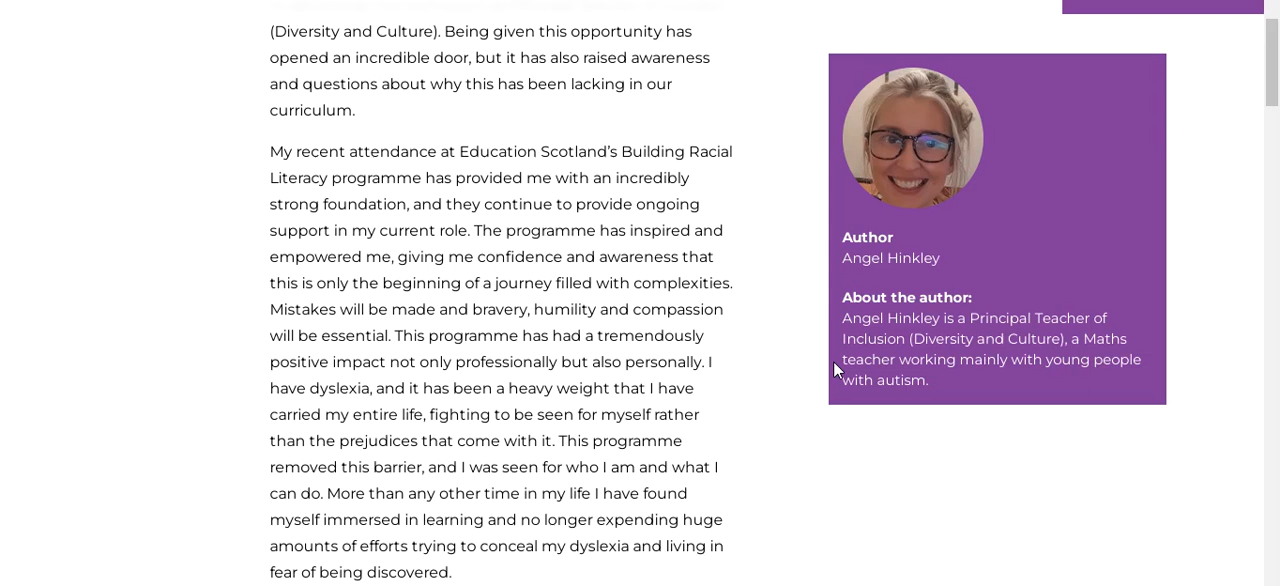 (Diversity and Culture). Being given this opportunity has
opened an incredible door, but it has also raised awareness
and questions about why this has been lacking in our
curriculum.
My recent attendance at Education Scotland’s Building Racial
Literacy programme has provided me with an incredibly
strong foundation, and they continue to provide ongoing
support in my current role. The programme has inspired and
empowered me, giving me confidence and awareness that
this is only the beginning of a journey filled with complexities.
Mistakes will be made and bravery, humility and compassion
will be essential. This programme has had a tremendously
positive impact not only professionally but also personally. I
have dyslexia, and it has been a heavy weight that I have
carried my entire life, fighting to be seen for myself rather
than the prejudices that come with it. This programme
removed this barrier, and I was seen for who I am and what I
can do. More than any other time in my life I have found
myself immersed in learning and no longer expending huge
amounts of efforts trying to conceal my dyslexia and living in
fear of being discovered.
Author
Angel Hinkley
About the author:
Angel Hinkley is a Principal Teacher of
Inclusion (Diversity and Culture), a Maths
teacher working mainly with young people
with autism.